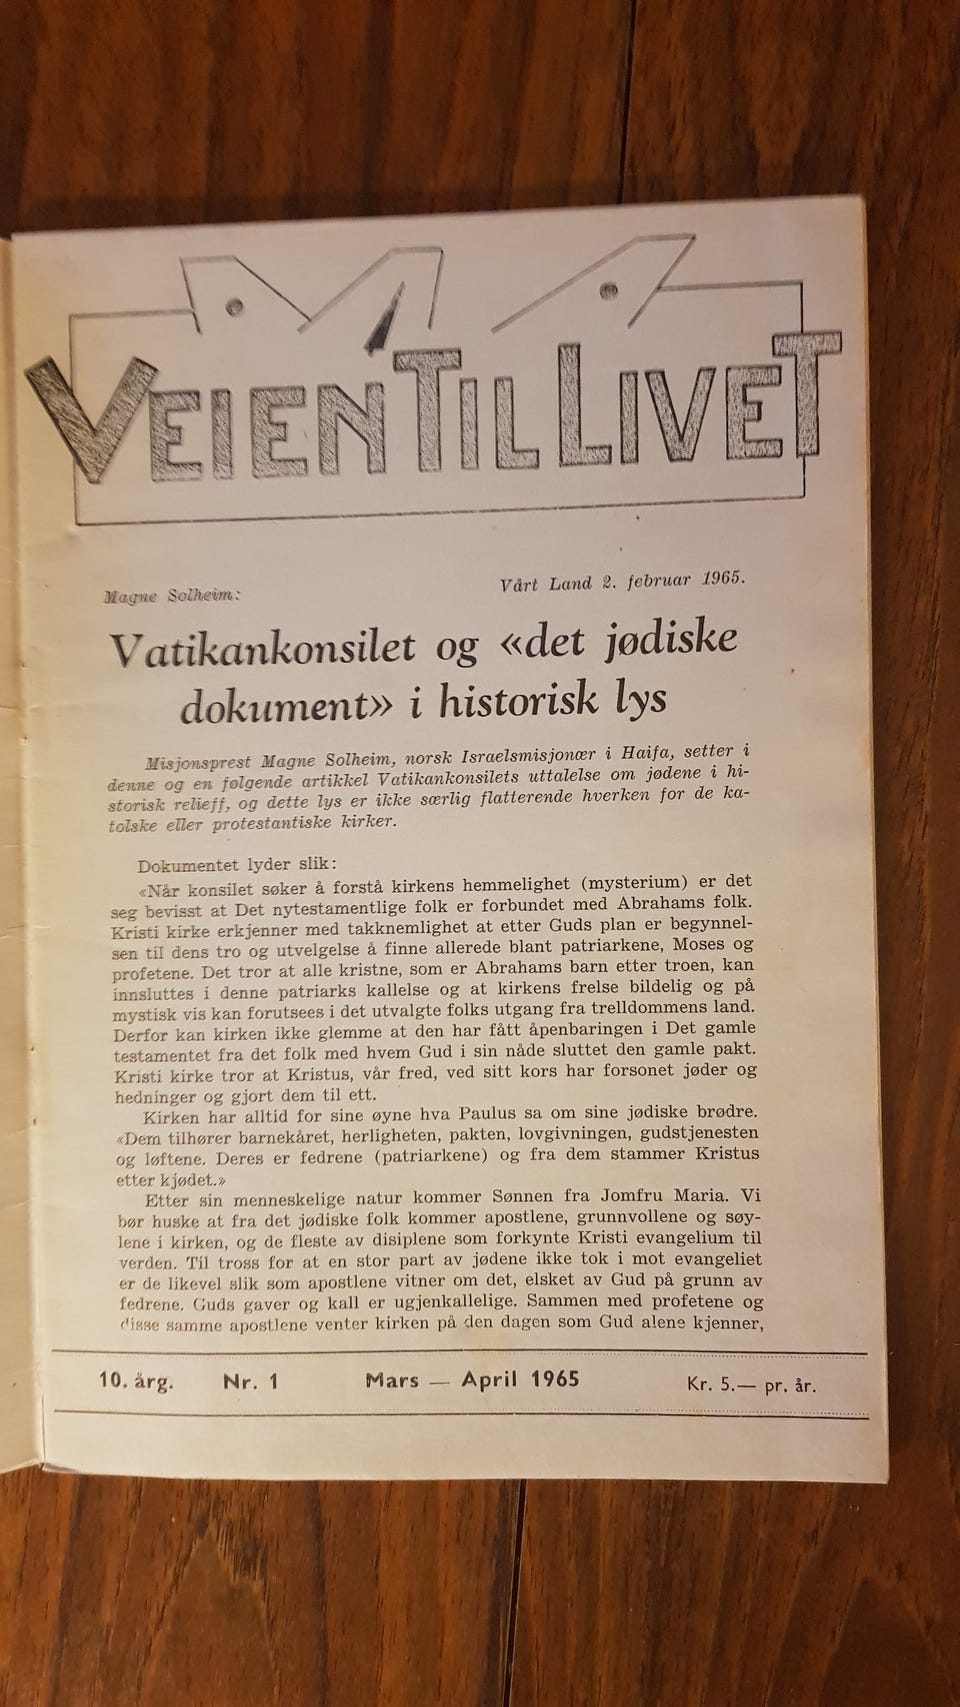 VEIEN TIL LIVET
Magne Solheim:
Vårt Land 2. februar 1965.
Vatikankonsilet og «det jødiske
dokument» i historisk lys
Misjonsprest Magne Solheim, norsk Israelsmisjonær i Haifa, setter i
denne og en følgende artikkel Vatikankonsilets uttalelse om jødene i hi-
storisk relieff, og dette lys er ikke særlig flatterende hverken for de ka-
tolske eller protestantiske kirker.
Dokumentet lyder slik:
«Når konsilet søker å forstå kirkens hemmelighet (mysterium) er det
seg bevisst at Det nytestamentlige folk er forbundet med Abrahams folk.
Kristi kirke erkjenner med takknemlighet at etter Guds plan er begynnel-
sen til dens tro og utvelgelse å finne allerede blant patriarkene, Moses og
profetene. Det tror at alle kristne, som er Abrahams barn etter troen, kan
innsluttes i denne patriarks kallelse og at kirkens frelse bildelig og på
mystisk vis kan forutsees i det utvalgte folks utgang fra trelldommens land.
Derfor kan kirken ikke glemme at den har fått åpenbaringen i Det gamle
testamentet fra det folk med hvem Gud i sin nåde sluttet den gamle pakt.
Kristi kirke tror at Kristus, vår fred, ved sitt kors har forsonet jøder og
hedninger og gjort dem til ett.
Kirken har alltid for sine øyne hva Paulus sa om sine jødiske brødre.
«Dem tilhører barnekåret, herligheten, pakten, lovgivningen, gudstjenesten
og løftene. Deres er fedrene (patriarkene) og fra dem stammer Kristus
etter kjødet.»
Etter sin menneskelige natur kommer Sønnen fra Jomfru Maria. Vi
bør huske at fra det jødiske folk kommer apostlene, grunnvollene og søy-
lene i kirken, og de fleste av disiplene som forkynte Kristi evangelium til
verden. Til tross for at en stor part av jødene ikke tok i mot evangeliet
er de likevel slik som apostlene vitner om det, elsket av Gud på grunn av
fedrene. Guds gaver og kall er ugjenkallelige. Sammen med profetene og
disse samme apostlene venter kirken på den dagen som Gud alene kjenner,
10. årg. Nr. 1 Mars — April 1965 Kr. 5.— pr. år.